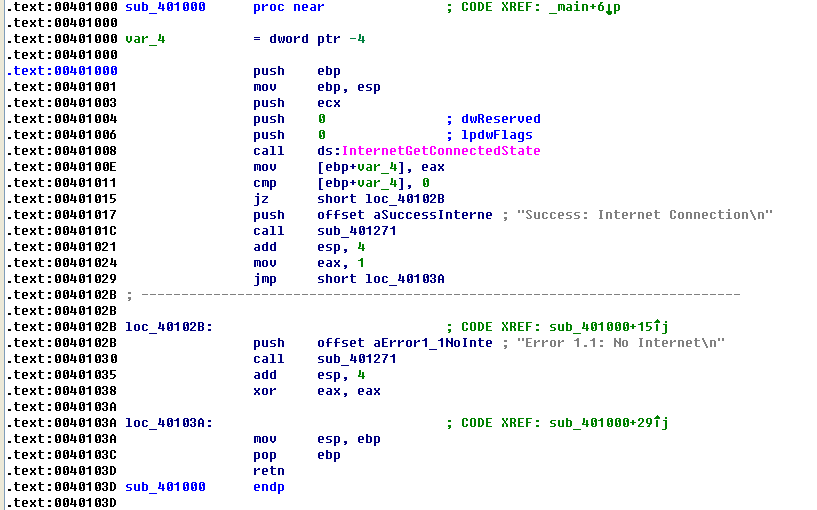 .text:00401000 sub_401000      proc near               ; CODE XREF: _main+6↓p
.text:00401000
.text:00401000 var_4           = dword ptr -4
.text:00401000
.text:00401000                 push    ebp
.text:00401001                 mov     ebp, esp
.text:00401003                 push    ecx
.text:00401004                 push    0               ; dwReserved
.text:00401006                 push    0               ; lpdwFlags
.text:00401008                 call    ds:InternetGetConnectedState
.text:0040100E                 mov     [ebp+var_4], eax
.text:00401011                 cmp     [ebp+var_4], 0
.text:00401015                 jz      short loc_40102B
.text:00401017                 push    offset aSuccessInterne ; "Success: Internet Connection\n"
.text:0040101C                 call    sub_401271
.text:00401021                 add     esp, 4
.text:00401024                 mov     eax, 1
.text:00401029                 jmp     short loc_40103A
.text:0040102B ; ---------------------------------------------------------------------------
.text:0040102B
.text:0040102B loc_40102B:                             ; CODE XREF: sub_401000+15↑j
.text:0040102B                 push    offset aError1_1NoInte ; "Error 1.1: No Internet\n"
.text:00401030                 call    sub_401271
.text:00401035                 add     esp, 4
.text:00401038                 xor     eax, eax
.text:0040103A
.text:0040103A loc_40103A:                             ; CODE XREF: sub_401000+29↑j
.text:0040103A                 mov     esp, ebp
.text:0040103C                 pop     ebp
.text:0040103D                 retn
.text:0040103D sub_401000      endp
.text:0040103D